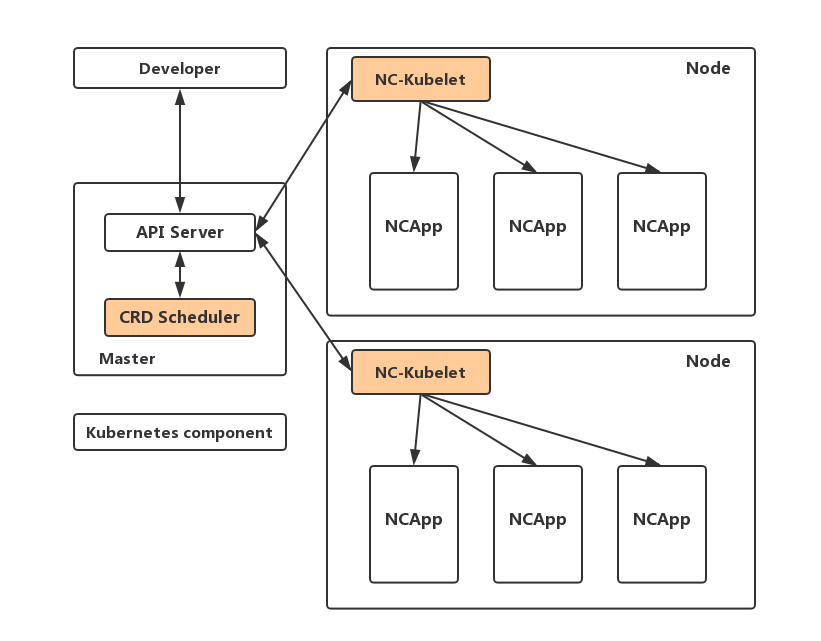 Developer
API Server
CRD Scheduler
Master
Kubernetes component
NC-Kubelet
Node
NCApp
NCApp
NCApp
NC-Kubelet
Node
NCApp
NCApp
NCApp